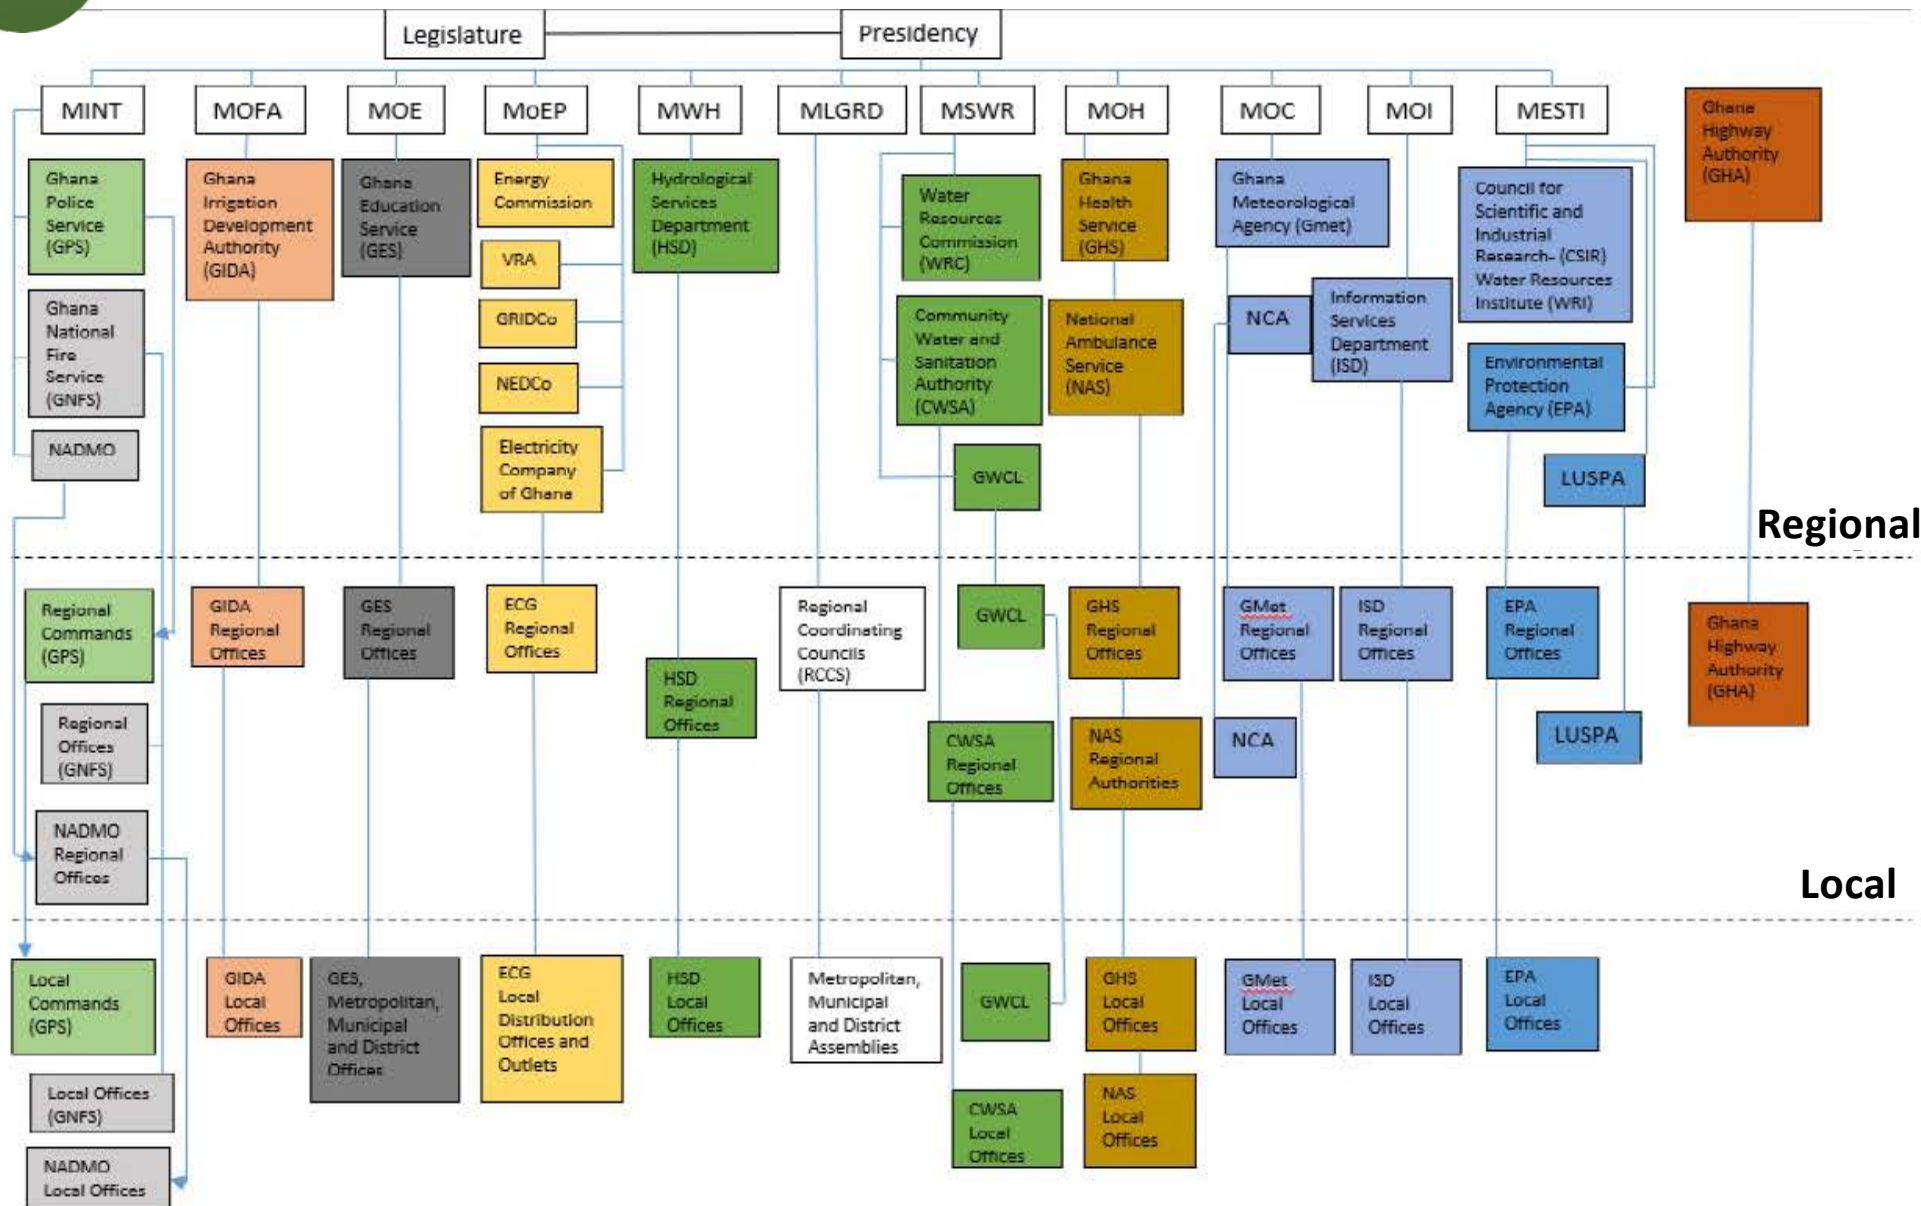 Legislature
Presidency
MINT
MOFA
MOE
MoEP
MWH
MLGRD
MSWR
MOH
MOC
MOI
MESTI
Ghana
Highway
Authority
(GHA)
Ghana
Police
Service
(GPS)
Ghana
Irrigation
Development
Authority
(GIDA)
Ghana
Education
Service
(GES)
Energy
Commission
Hydrological
Services
Department
(HSD)
Water
Resources
Commission
(WRC)
Ghana
Health
Service
(GHS)
Ghana
Meteorological
Agency (Gmet)
Council for
Scientific and
Industrial
Research- (CSIR)
Water Resources
Institute (WRI)
VRA
Ghana
National
Fire
Service
(GNFS)
GRIDCo
Community
Water and
Sanitation
Authority
(CWSA)
National
Ambulance
Service
(NAS)
NCA
Information
Services
Department
(ISD)
NEDCo
Environmental
Protection
Agency (EPA)
NADMO
Electricity
Company
of Ghana
GWCL
LUSPA
Regional
Regional
Commands
(GPS)
GIDA
Regional
Offices
GES
Regional
Offices
ECG
Regional
Offices
HSD
Regional
Offices
Regional
Coordinating
Councils
(RCCS)
GWCL
GHS
Regional
Offices
GMet
Regional
Offices
ISD
Regional
Offices
EPA
Regional
Offices
Ghana
Highway
Authority
(GHA)
Regional
Offices
(GNFS)
CWSA
Regional
Offices
NAS
Regional
Authorities
NCA
LUSPA
NADMO
Regional
Offices
Local
Local
Commands
(GPS)
GIDA
Local
Offices
GES,
Metropolitan,
Municipal
and District
Offices
ECG
Local
Distribution
Offices and
Outlets
HSD
Local
Offices
Metropolitan,
Municipal
and District
Assemblies
GWCL
GHS
Local
Offices
GMet
Local
Offices
ISD
Local
Offices
EPA
Local
Offices
Local Offices
(GNFS)
CWSA
Local
Offices
NAS
Local
Offices
NADMO
Local Offices